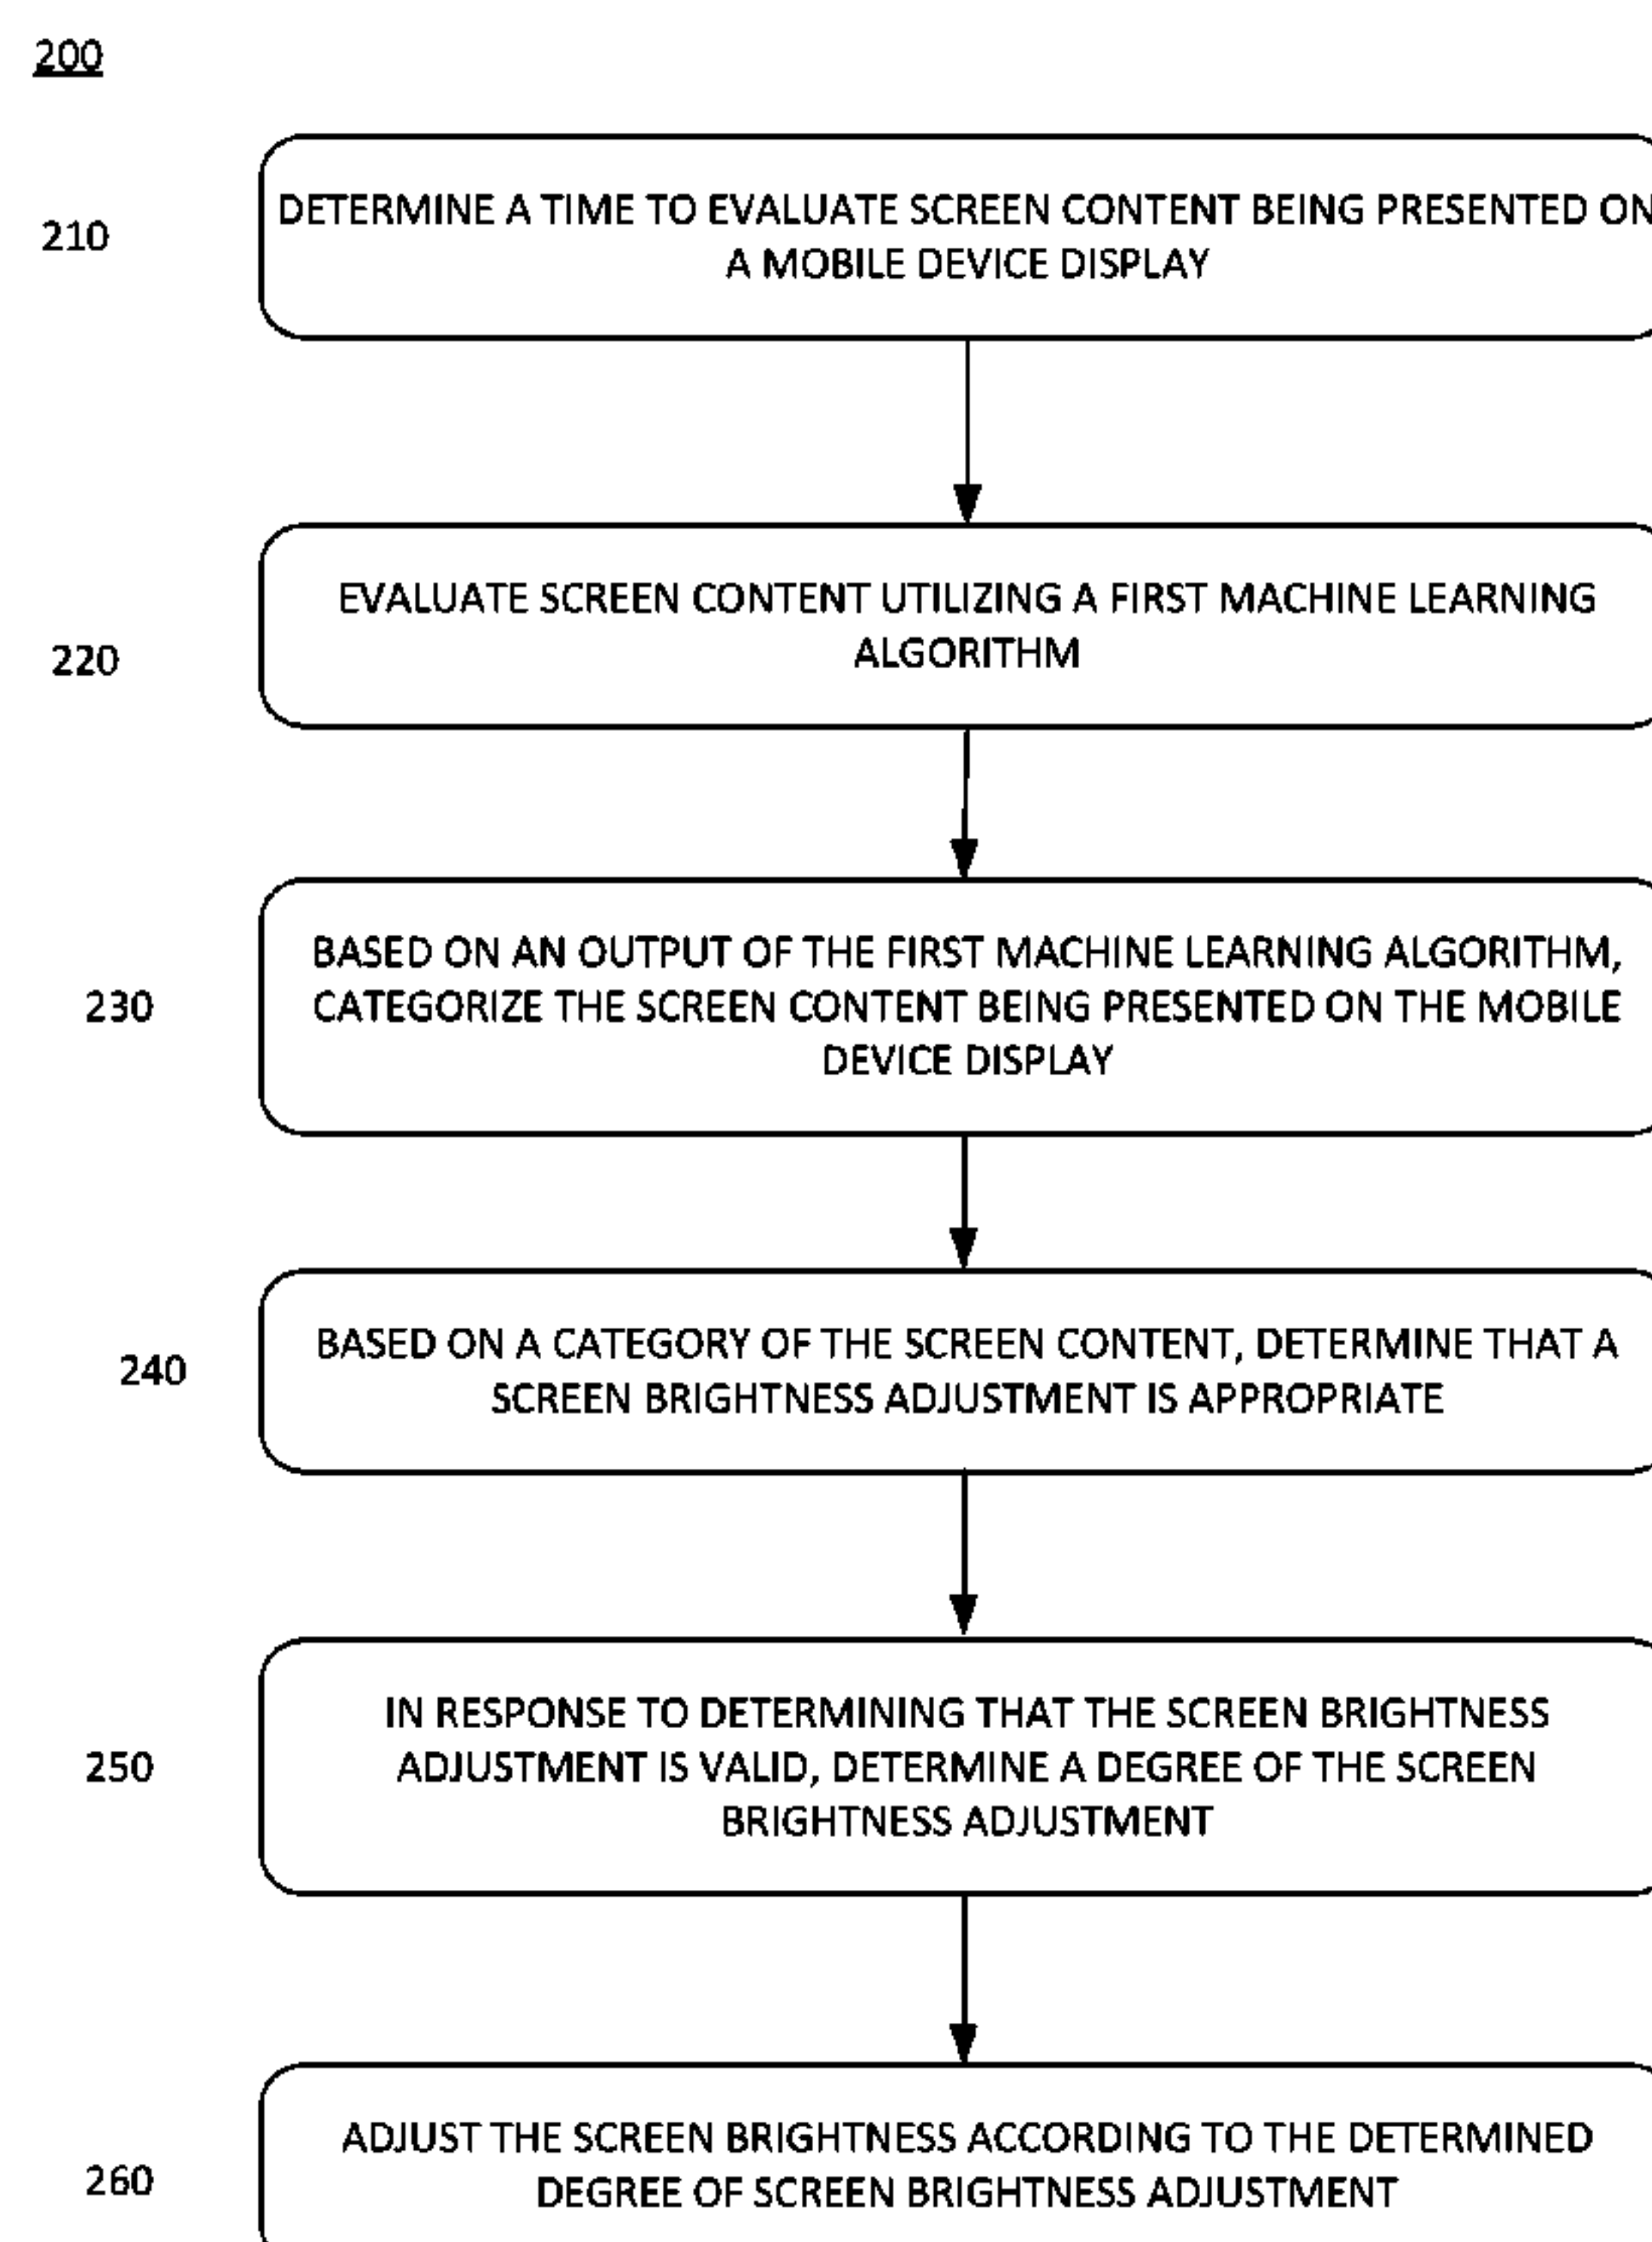 200
DETERMINE A TIME TO EVALUATE SCREEN CONTENT BEING PRESENTED ON
A MOBILE DEVICE DISPLAY
210
EVALUATE SCREEN CONTENT UTILIZING A FIRST MACHINE LEARNING
ALGORITHM
220
BASED ON AN OUTPUT OF THE FIRST MACHINE LEARNING ALGORITHM,
CATEGORIZE THE SCREEN CONTENT BEING PRESENTED ON THE MOBILE
DEVICE DISPLAY
230
BASED ON A CATEGORY OF THE SCREEN CONTENT, DETERMINE THAT A
SCREEN BRIGHTNESS ADJUSTMENT IS APPROPRIATE
240
IN RESPONSE TO DETERMINING THAT THE SCREEN BRIGHTNESS
ADJUSTMENT IS VALID, DETERMINE A DEGREE OF THE SCREEN
BRIGHTNESS ADJUSTMENT
250
ADJUST THE SCREEN BRIGHTNESS ACCORDING TO THE DETERMINED
DEGREE OF SCREEN BRIGHTNESS ADJUSTMENT
260